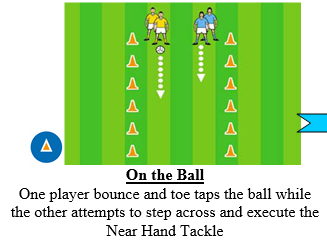 On the Ball
One player bounce and toe taps the ball while
the other attempts to step across and execute the
Near Hand Tackle